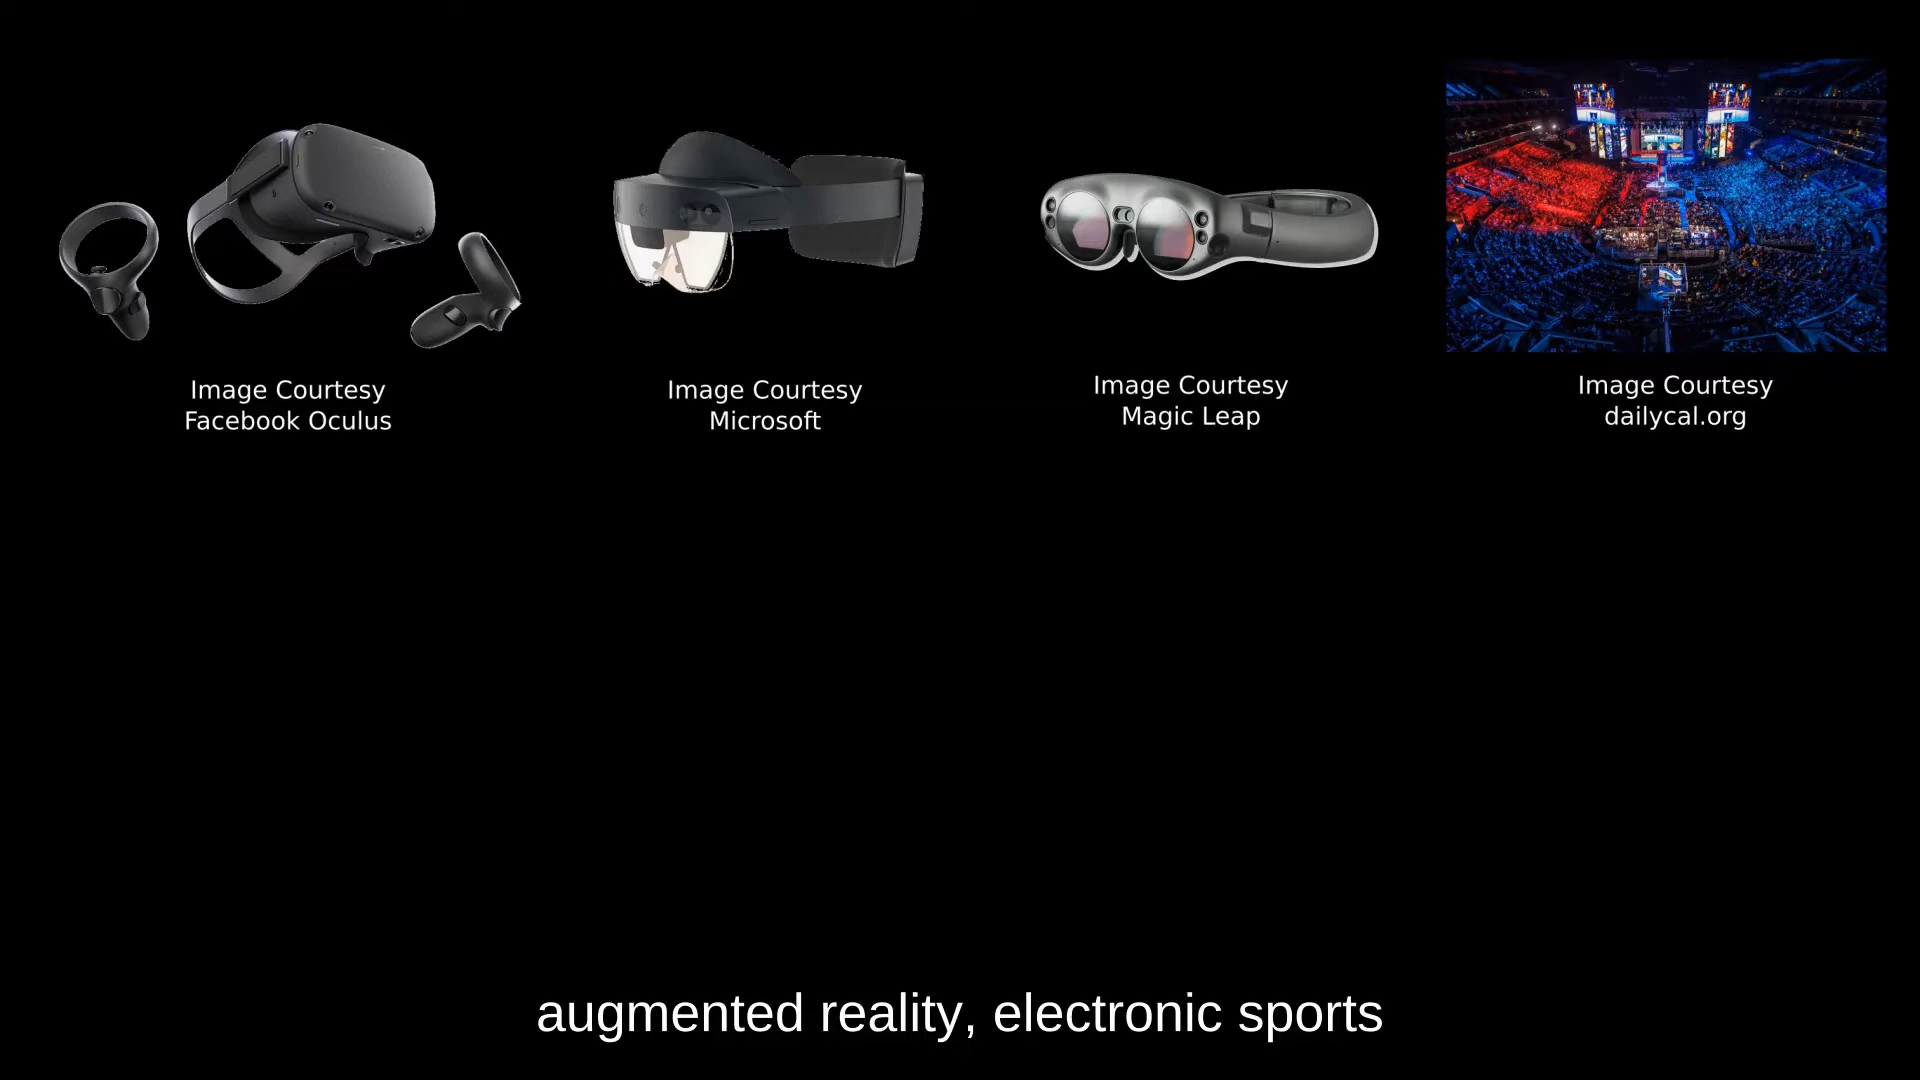 Image Courtesy
Facebook Oculus
Image Courtesy
Microsoft
Image Courtesy
Magic Leap
Image Courtesy
dailycal.org
augmented reality, electronic sports